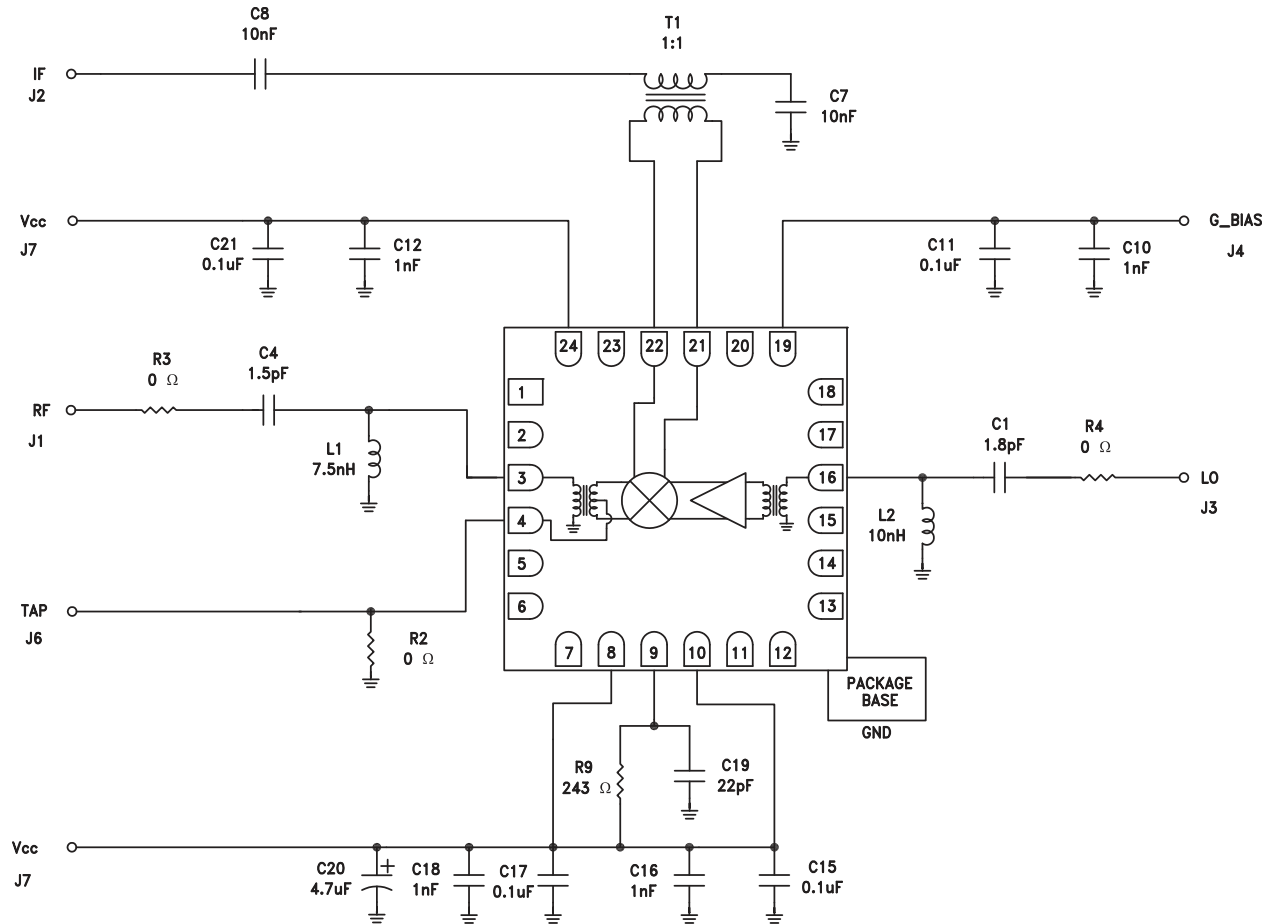 C8
10nF
T1
1:1
IF
J2
C7
10nF
Vcc
J7
C21
0.1uF
C12
1nF
C11
0.1uF
C10
1nF
G_BIAS
J4
24
23
22
21
20
19
R3
0 Ω
C4
1.5pF
RF
J1
L1
7.5nH
1
2
3
4
5
6
18
17
16
15
14
13
C1
1.8pF
R4
0 Ω
LO
J3
L2
10nH
TAP
J6
R2
0 Ω
7
8
9
10
11
12
PACKAGE
BASE
GND
R9
243 Ω
C19
22pF
Vcc
J7
C20
4.7uF
+
C18
1nF
C17
0.1uF
C16
1nF
C15
0.1uF